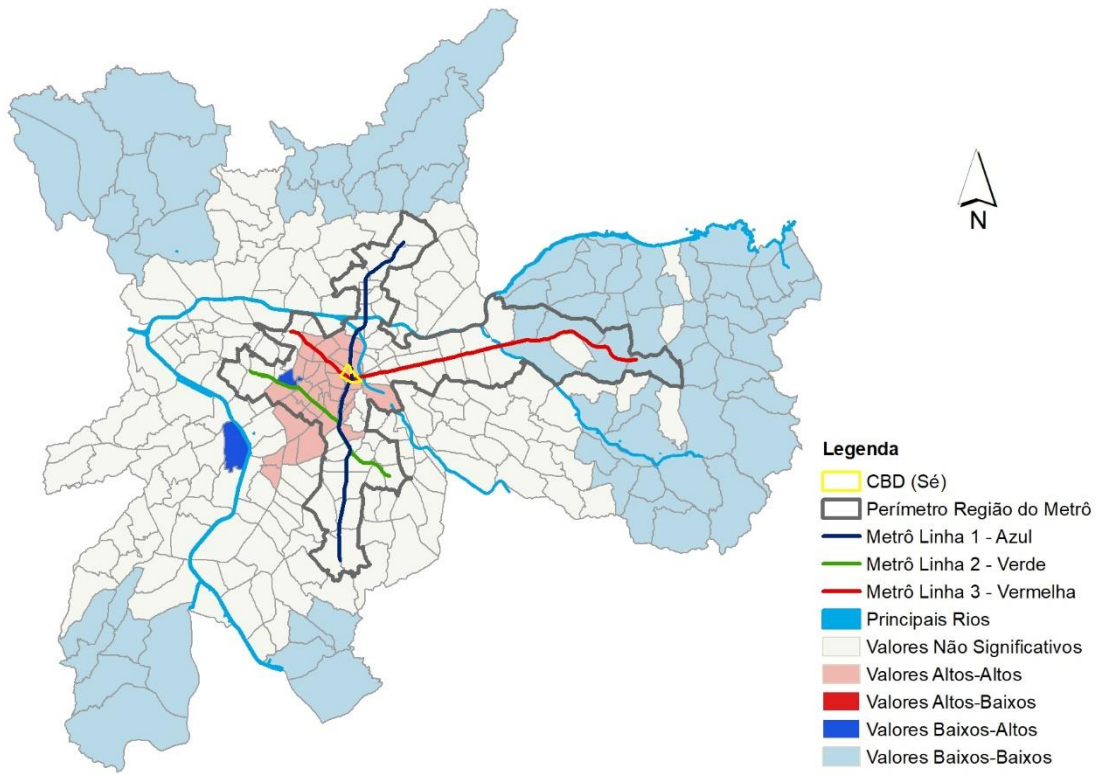 N
Legenda
CBD (Sé)
Perímetro Região do Metrô
Metrô Linha 1 - Azul
Metrô Linha 2 - Verde
Metrô Linha 3 - Vermelha
Principais Rios
Valores Não Significativos
Valores Altos-Altos
Valores Altos-Baixos
Valores Baixos-Altos
Valores Baixos-Baixos